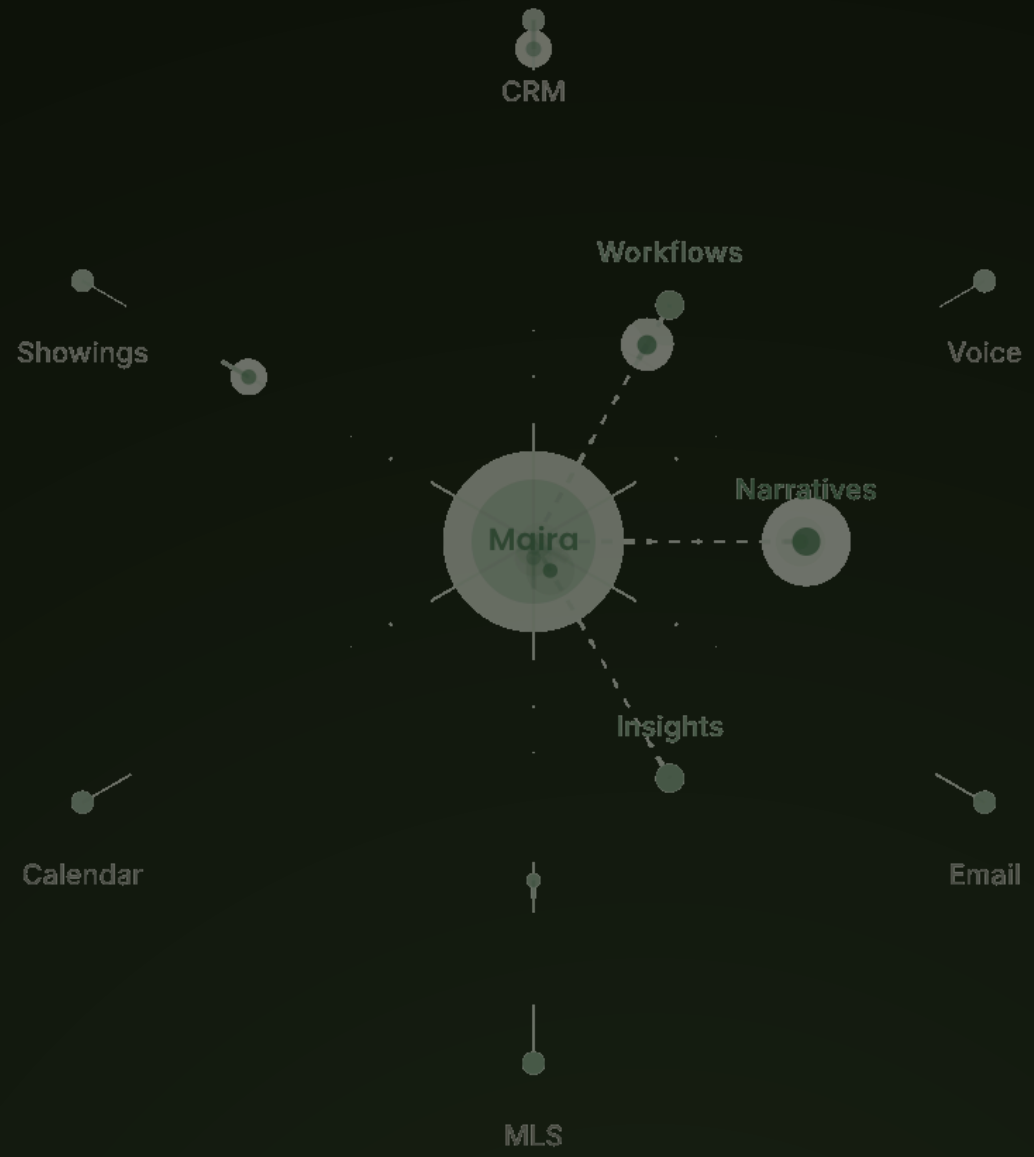 CRM
Workflows
Showings
Voice
Narratives
Maira
Insights
Calendar
Email
MLS